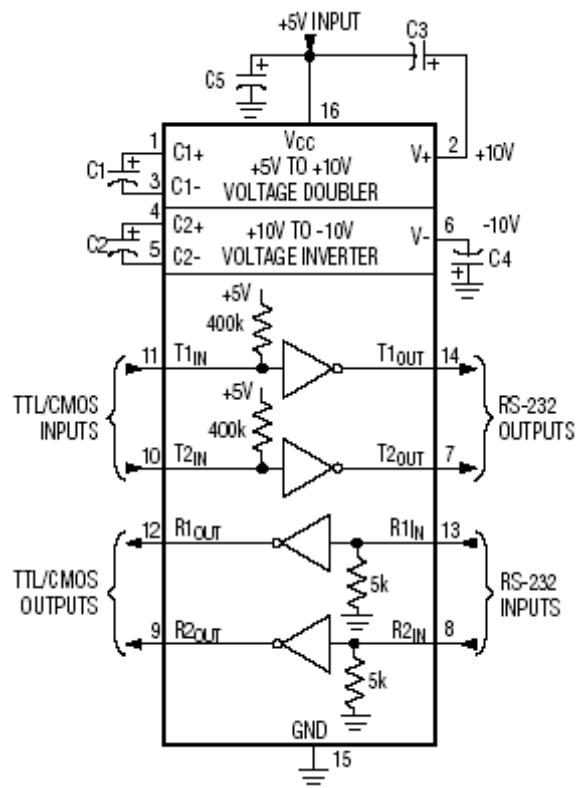 +5V INPUT
C3
+
C5
+
+
16
1
C1+
VCC
V+
2
+10V
+
C1
+5V TO +10V
3
C1-
VOLTAGE DOUBLER
4
C2+
+10V TO -10V
V-
6
-10V
+
C2
5
C2-
VOLTAGE INVERTER
+
C4
+5V
400k
11
T1IN
T1OUT
14
TTL/CMOS
INPUTS
+5V
400k
RS-232
OUTPUTS
10
T2IN
T2OUT
7
12
R1OUT
R1IN
13
TTL/CMOS
OUTPUTS
5k
RS-232
INPUTS
9
R2OUT
R2IN
8
5k
GND
15